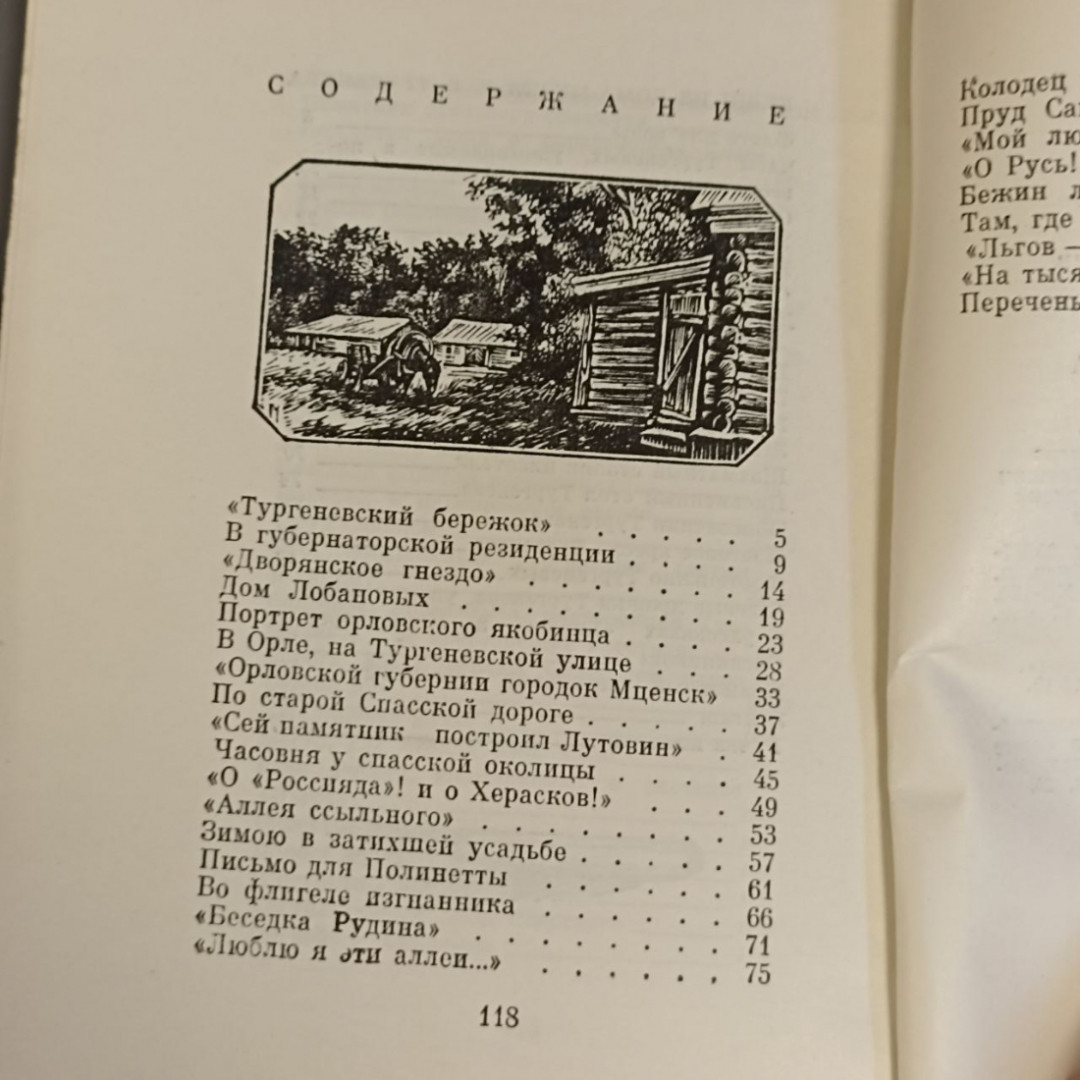 С О Д Е Р Ж А Н И Е
«Тургеневский бережок» . . . . . 5
В губернаторской резиденции . . . . 9
«Дворянское гнездо» . . . . . . . 14
Дом Лобановых . . . . . . . . 19
Портрет орловского якобинца . . . . 23
В Орле, на Тургеневской улице . . . 28
«Орловской губернии городок Мценск» 33
По старой Спасской дороге . . . . . 37
«Сей памятник построил Лутовин» . 41
Часовня у спасской околицы . . . . 45
«О «Россияда»! и о Херасков!» . . . 49
«Аллея ссыльного» . . . . . . . . 53
Зимою в затихшей усадьбе . . . . . 57
Письмо для Полинетты . . . . . . 61
Во флигеле изгнанника . . . . . . 66
«Беседка Рудина» . . . . . . . . 71
«Люблю я эти аллеи...» . . . . . . 75
118
Колодец
Пруд
«Мой
«О Русь!
Бежин
Там, где
«Льгов —
«На
Перечень